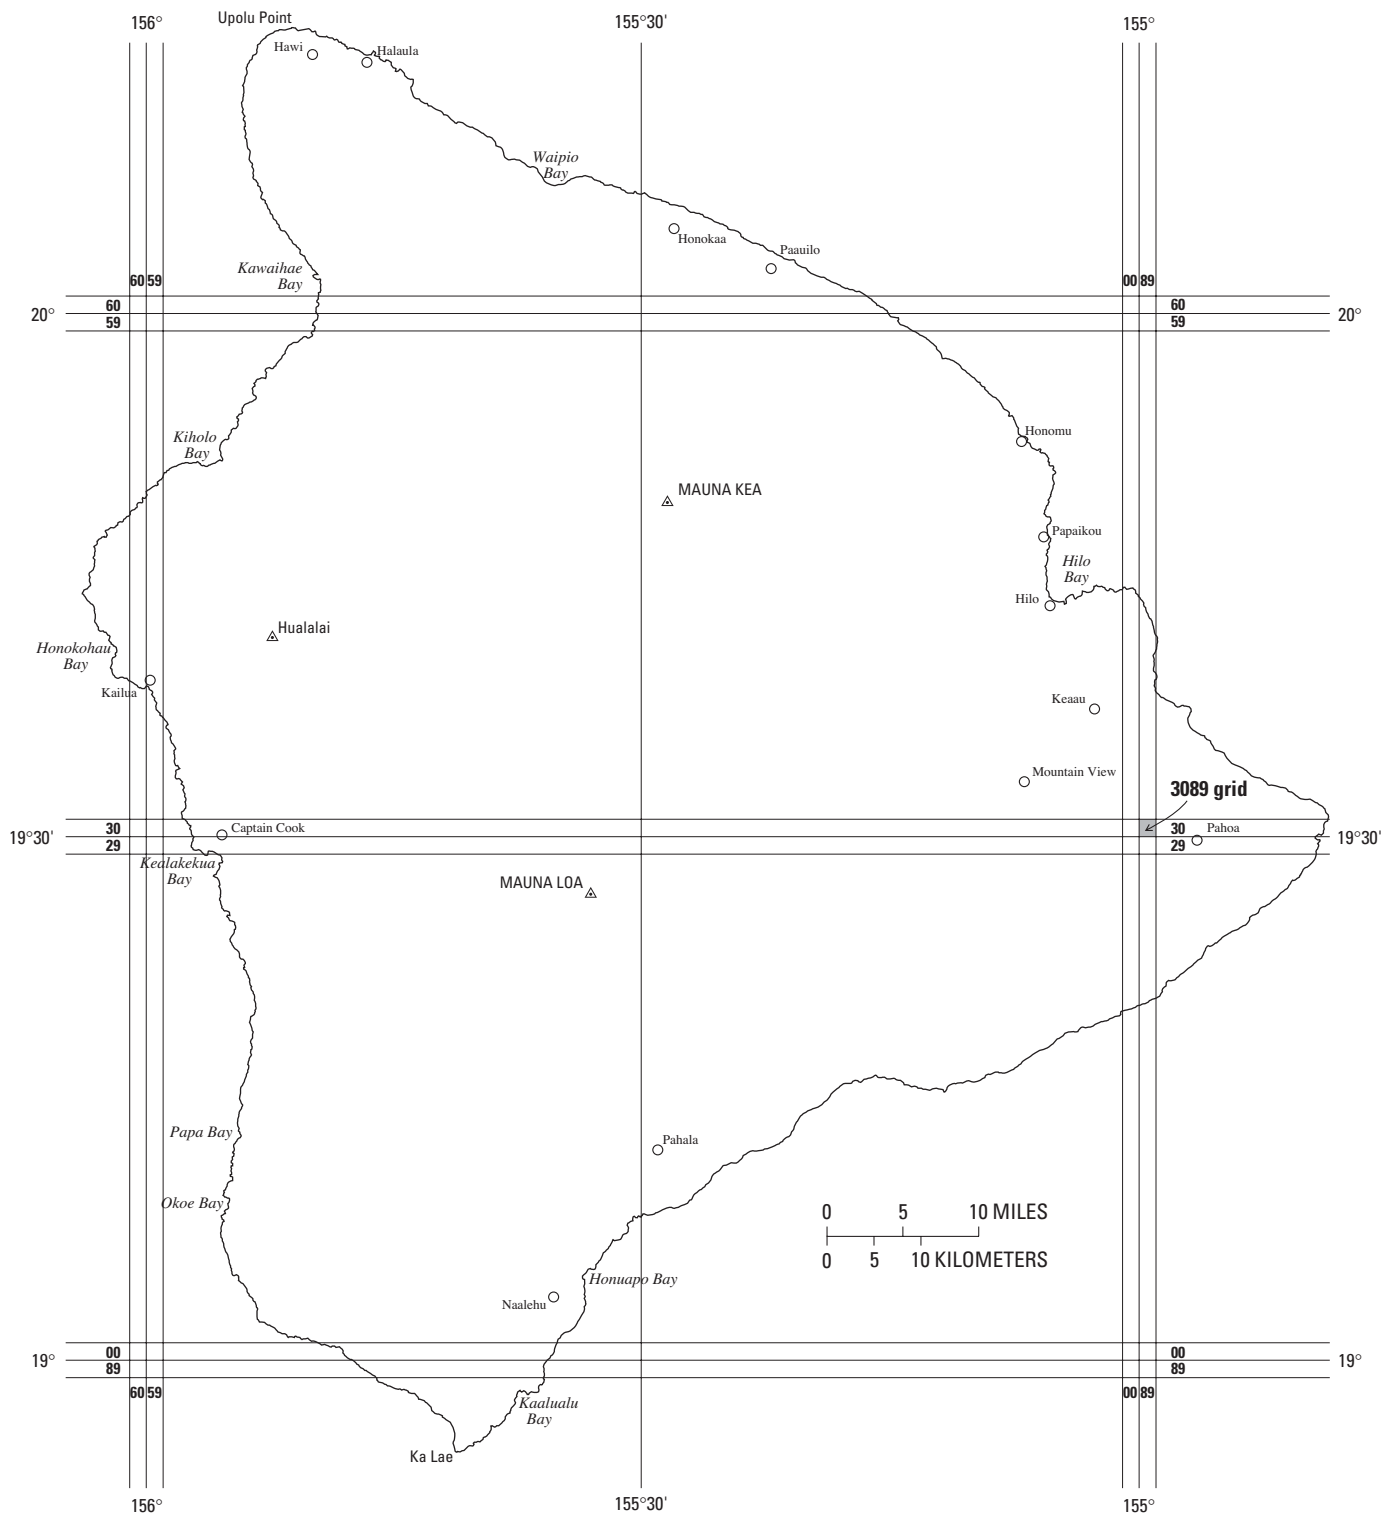 156°
Upolu Point
155°30'
155°
Hawi
Halaula
Waipio
Bay
Honokaa
Paauilo
Kawaihae
Bay
60 59
00 89
20°
60
59
60
59
20°
Honomu
Kiholo
Bay
MAUNA KEA
Papaikou
Hilo
Bay
Hilo
Hualalai
Honokohau
Bay
Kailua
Keaau
Mountain View
3089 grid
19°30'
30
29
Captain Cook
30
29
Pahoa
19°30'
Kealakekua
Bay
MAUNA LOA
Papa Bay
Pahala
Okoe Bay
0 5 10 MILES
0 5 10 KILOMETERS
Honuapo Bay
Naalehu
19°
00
89
00
89
19°
60 59
00 89
Kaalualu
Bay
Ka Lae
156°
155°30'
155°